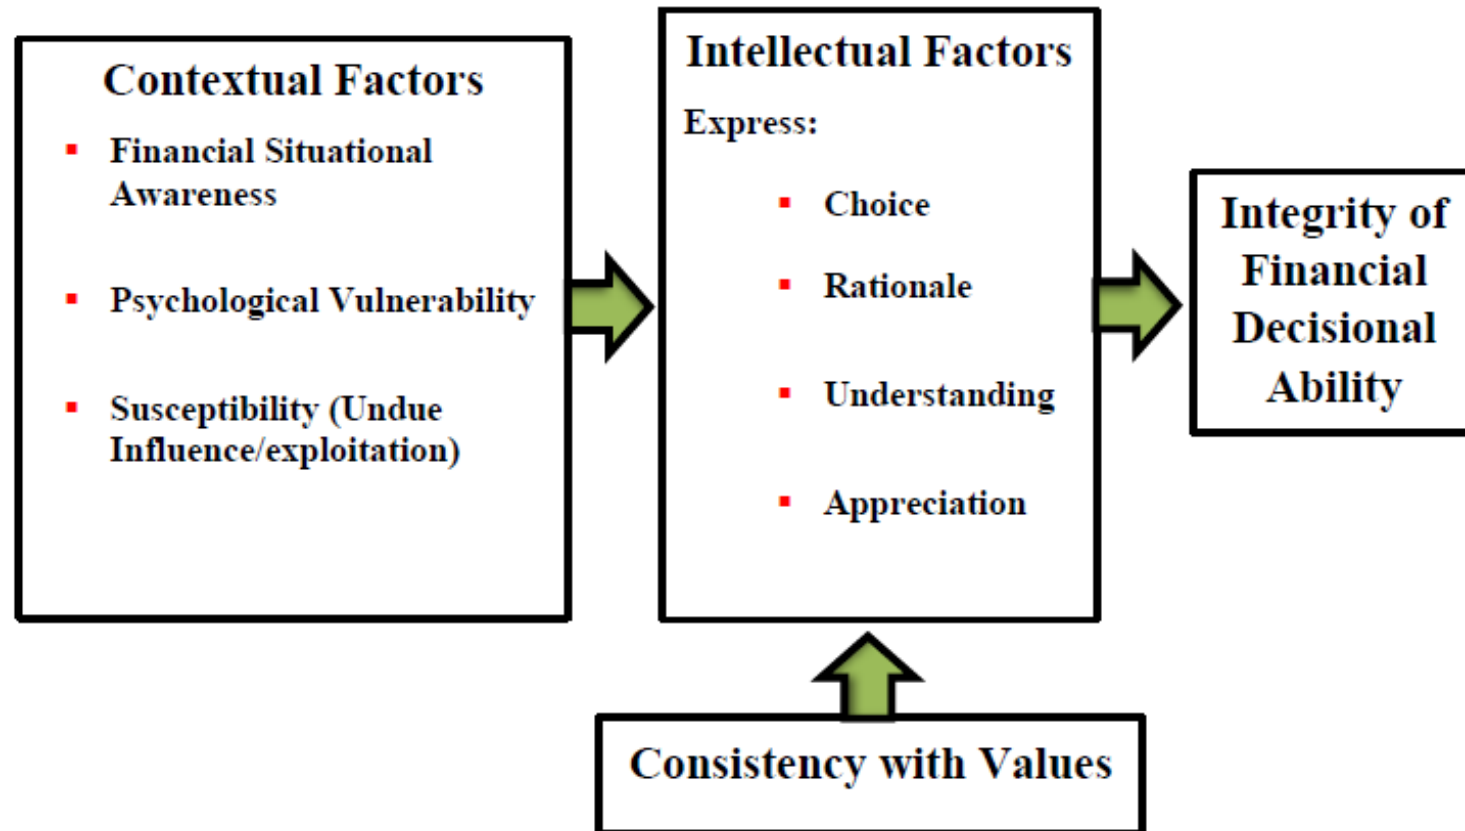 Contextual Factors
▪ Financial Situational
Awareness
▪ Psychological Vulnerability
▪ Susceptibility (Undue
Influence/exploitation)
Intellectual Factors
Express:
▪ Choice
▪ Rationale
▪ Understanding
▪ Appreciation
Integrity of
Financial
Decisional
Ability
Consistency with Values